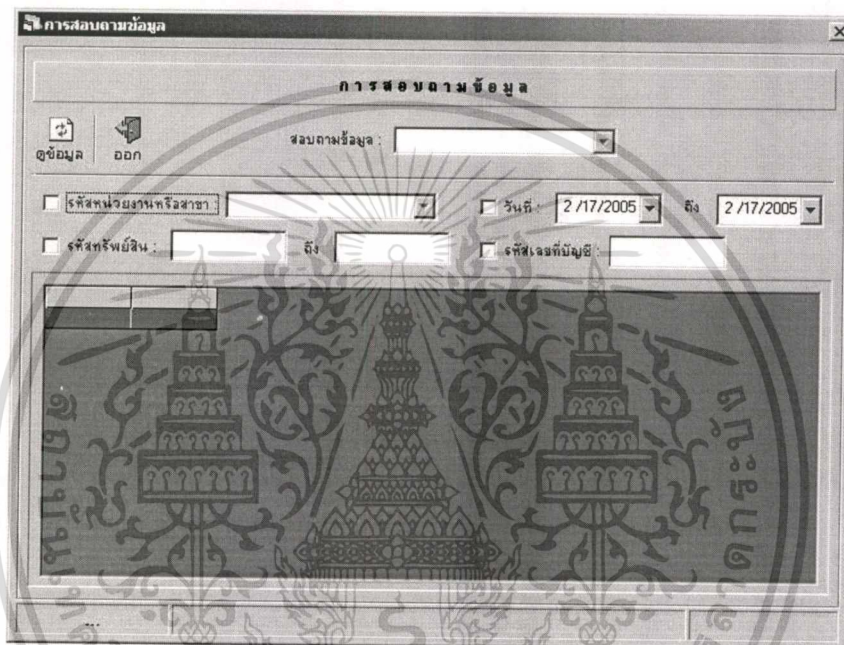 การสอบถามข้อมูล
การสอบถามข้อมูล
ดูข้อมูล ออก สอบถามข้อมูล :
รหัสหน่วยงานหรือสาขา : วันที่ : 2 /17/2005 ถึง 2 /17/2005
รหัสทรัพย์สิน : ถึง รหัสเลขที่บัญชี :
...